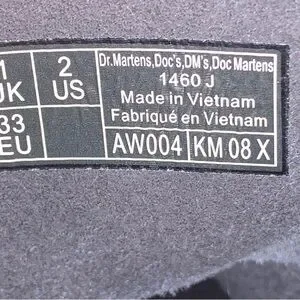 1 UK
2 US
33 EU
Dr.Martens,Doc's,DM's,Doc Martens
1460 J
Made in Vietnam
Fabriqué en Vietnam
AW004
KM 08 X